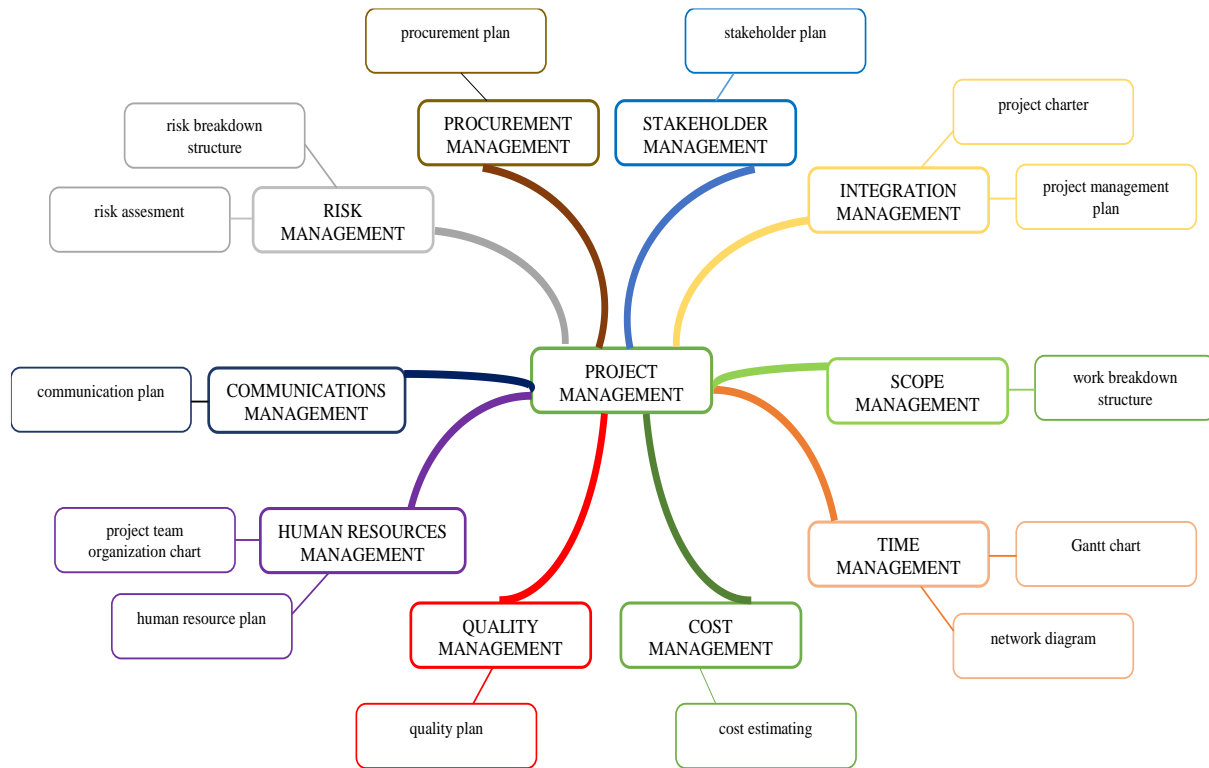 procurement plan
stakeholder plan
project charter
PROCUREMENT
MANAGEMENT
STAKEHOLDER
MANAGEMENT
risk breakdown
structure
INTEGRATION
MANAGEMENT
project management
plan
risk assesment
RISK
MANAGEMENT
PROJECT
MANAGEMENT
communication plan
COMMUNICATIONS
MANAGEMENT
SCOPE
MANAGEMENT
work breakdown
structure
project team
organization chart
HUMAN RESOURCES
MANAGEMENT
TIME
MANAGEMENT
Gantt chart
human resource plan
QUALITY
MANAGEMENT
COST
MANAGEMENT
network diagram
quality plan
cost estimating